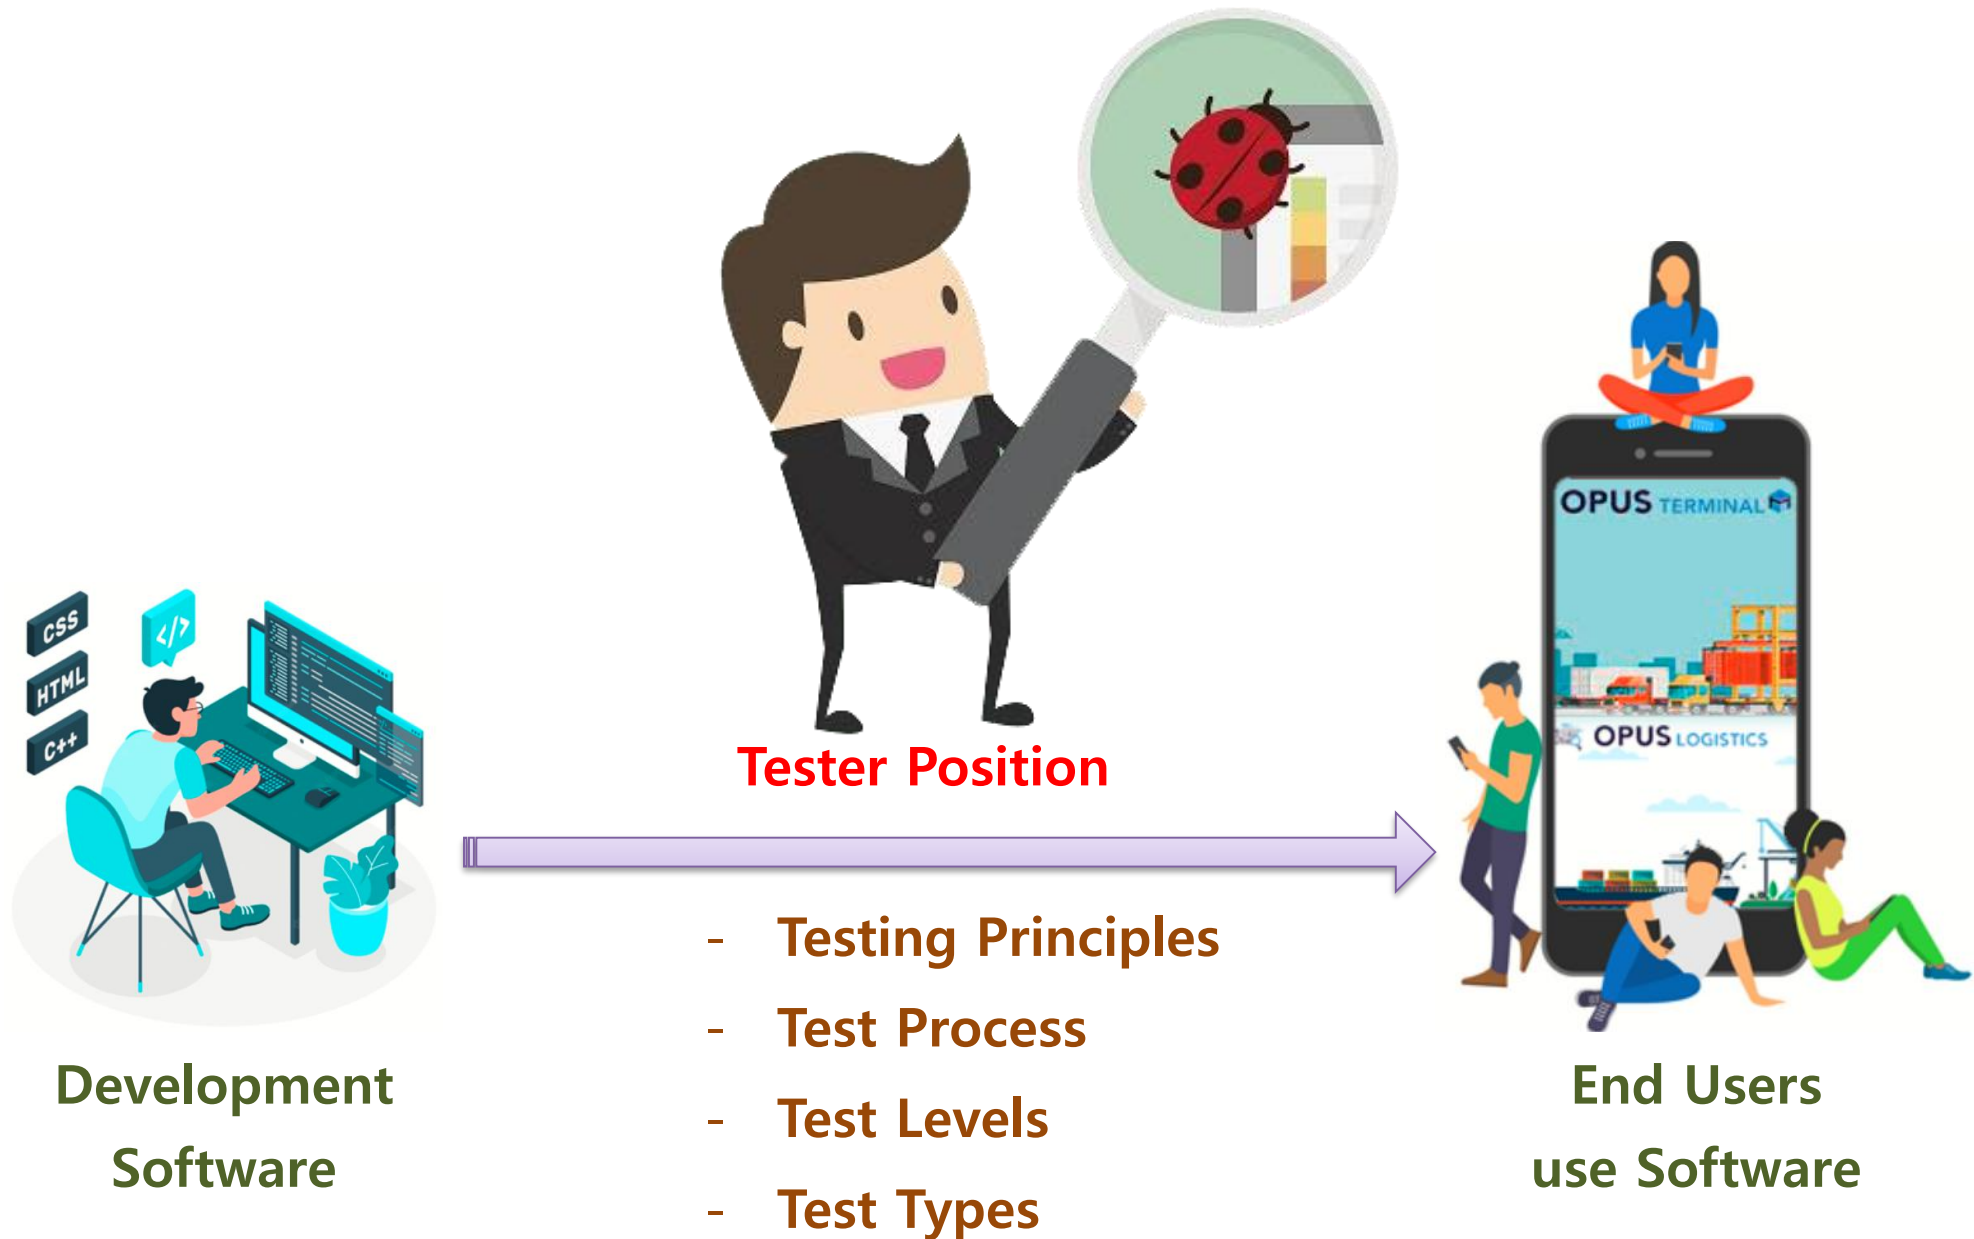 CSS
</>
HTML
C++
Development
Software
Tester Position
- Testing Principles
- Test Process
- Test Levels
- Test Types
OPUS TERMINAL
OPUS LOGISTICS
End Users
use Software